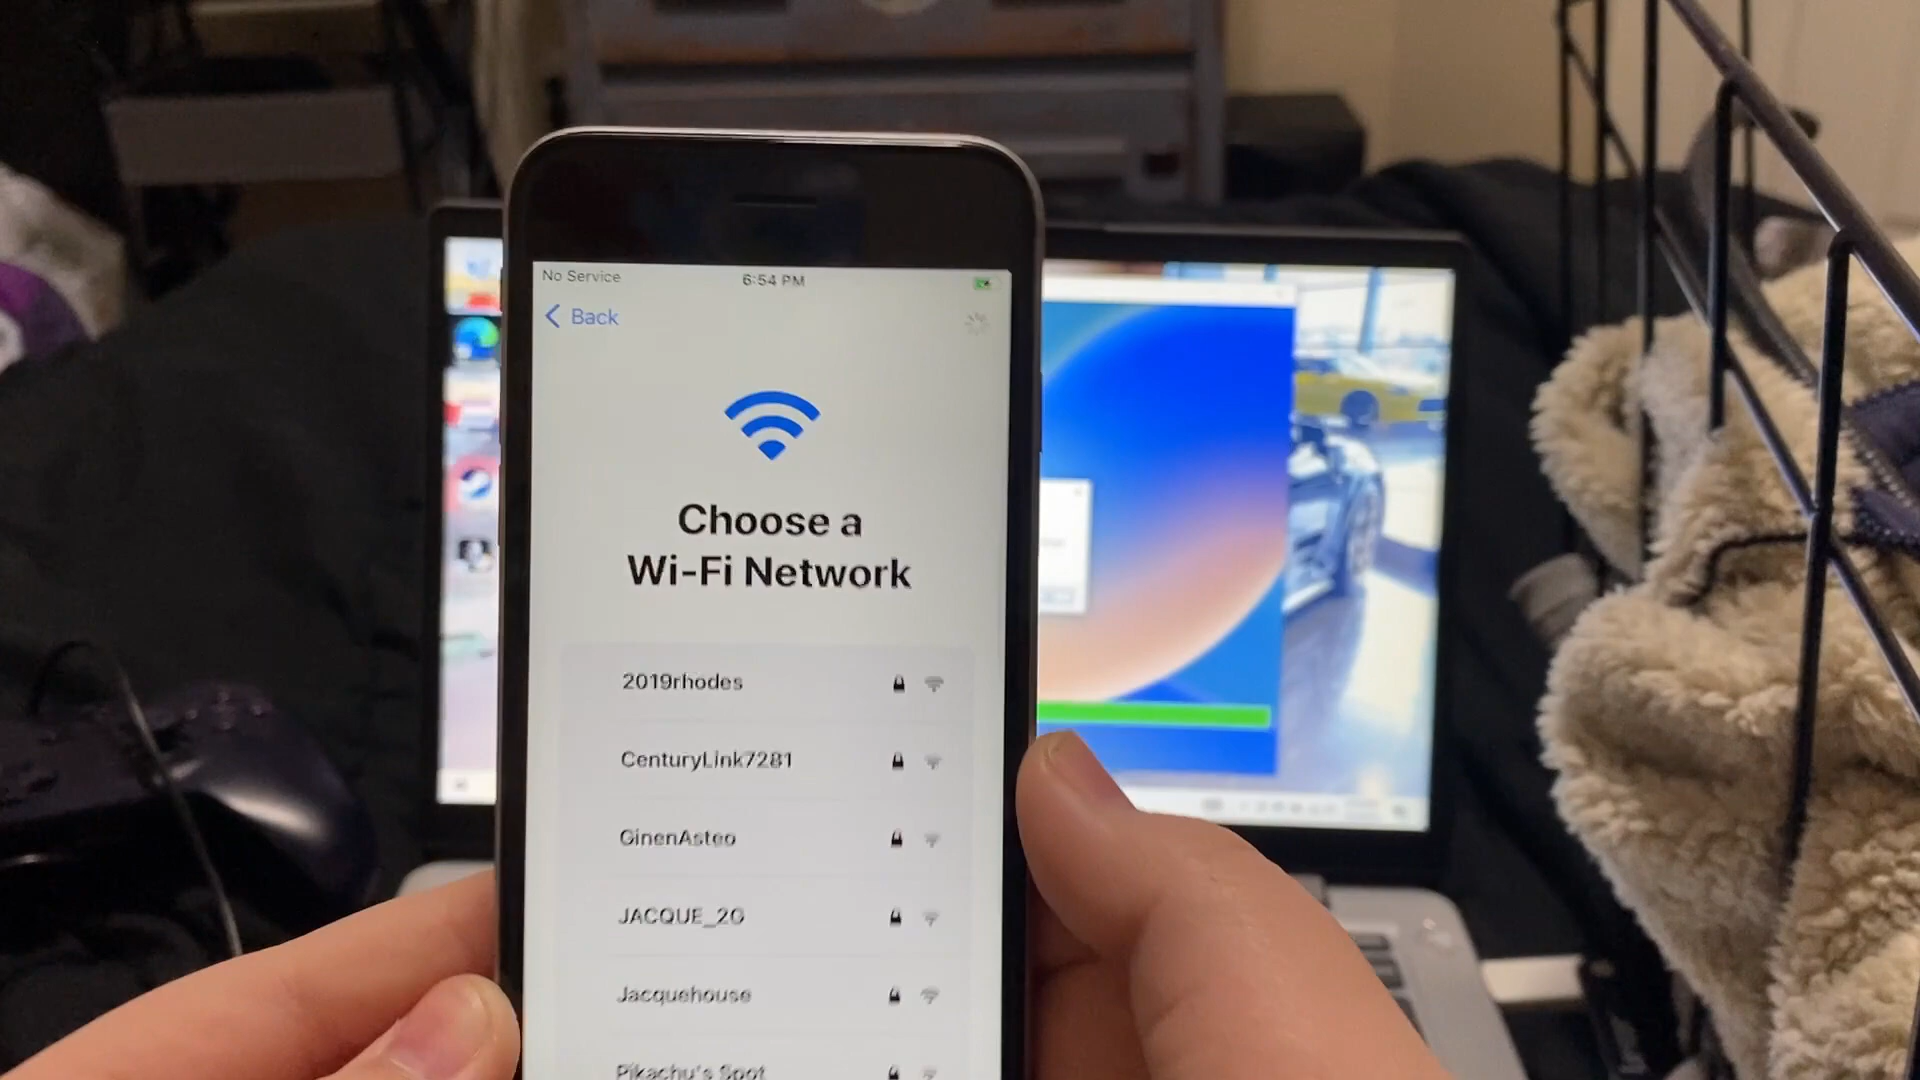 No Service
6:54 PM
Back
Choose a
Wi-Fi Network
2019rhodes
CenturyLink7281
GinenAsteo
JACQUE_2G
Jacquehouse
Pikachu's Spot